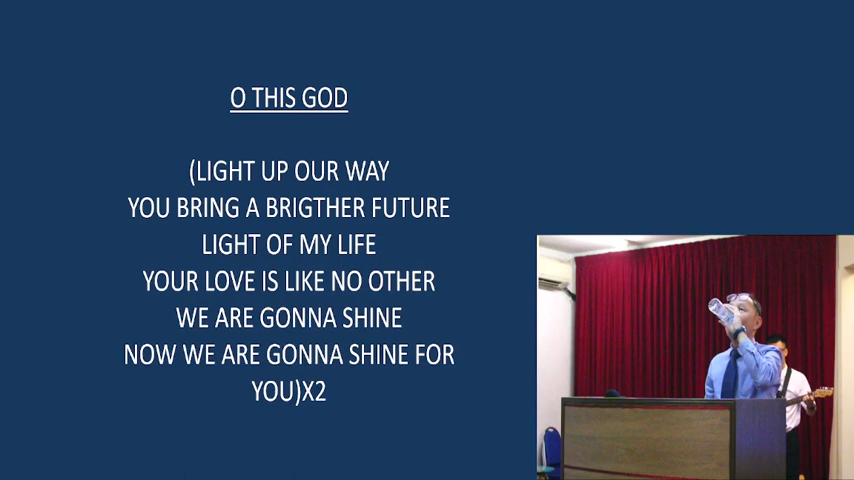 O THIS GOD
(LIGHT UP OUR WAY
YOU BRING A BRIGTHER FUTURE
LIGHT OF MY LIFE
YOUR LOVE IS LIKE NO OTHER
WE ARE GONNA SHINE
NOW WE ARE GONNA SHINE FOR
YOU)X2